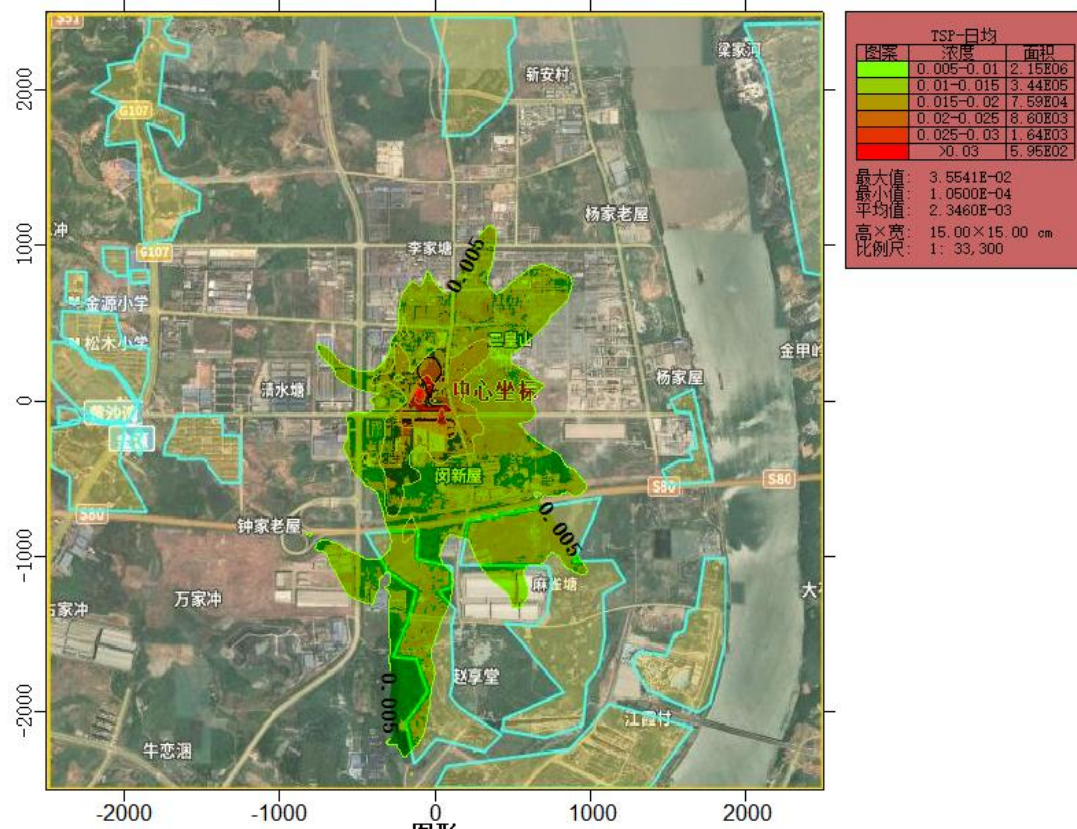 S51
梁家河
新安村
G107
杨家老屋
冲
G107
李家塘
0.005
金源小学
松木小学
二皇山
金甲岭
杨家屋
清水塘
中心坐标
闵新屋
S80
S80
S80
0.005
钟家老屋
麻雀塘
万家冲
古家冲
大石
赵享堂
0.005
江霞村
牛恋涠
2000
1000
0
-1000
-2000
-2000
-1000
0
1000
2000
图形
TSP-日均
图案 浓度 面积
0.005-0.01 2.15E06
0.01-0.015 3.44E05
0.015-0.02 7.59E04
0.02-0.025 8.60E03
0.025-0.03 1.64E03
>0.03 5.95E02
最大值: 3.5541E-02
最小值: 1.0500E-04
平均值: 2.3460E-03
高×宽: 15.00×15.00 cm
比例尺: 1: 33,300